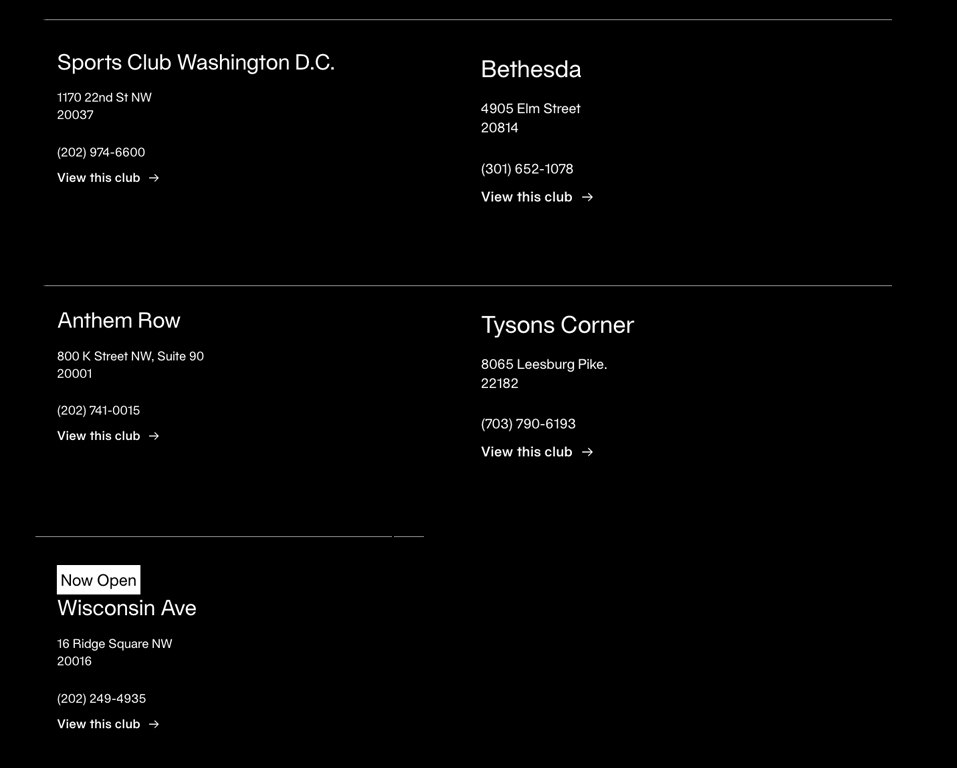 Sports Club Washington D.C.
1170 22nd St NW
20037
(202) 974-6600
View this club →
Bethesda
4905 Elm Street
20814
(301) 652-1078
View this club →
Anthem Row
800 K Street NW, Suite 90
20001
(202) 741-0015
View this club →
Tysons Corner
8065 Leesburg Pike.
22182
(703) 790-6193
View this club →
Now Open
Wisconsin Ave
16 Ridge Square NW
20016
(202) 249-4935
View this club →